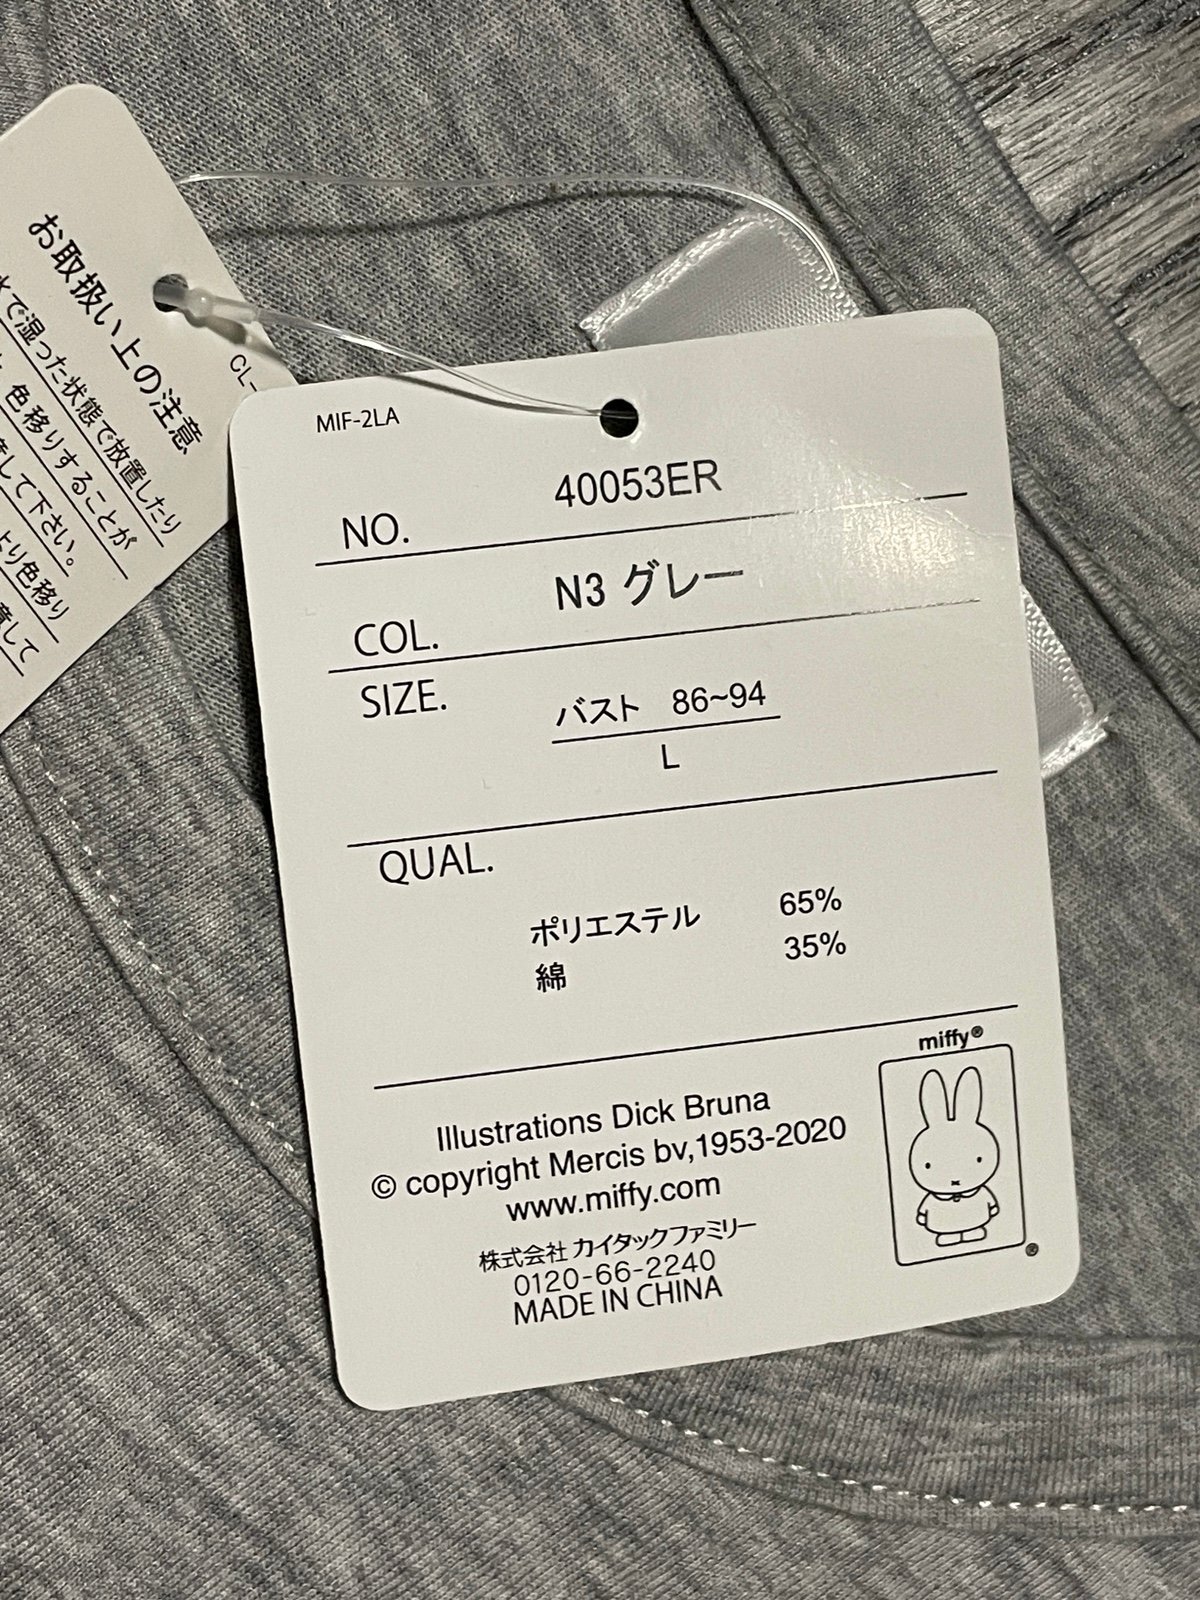 お取扱い上の注意
水で湿った状態で放置したり
色移りすることが
して下さい。
より色移り
して
CL-
MIF-2LA
NO. 40053ER
COL. N3 グレー
SIZE. バスト 86~94
L
QUAL.
ポリエステル 65%
綿 35%
miffy®
Illustrations Dick Bruna
© copyright Mercis bv,1953-2020
www.miffy.com
®
株式会社 カイタックファミリー
0120-66-2240
MADE IN CHINA